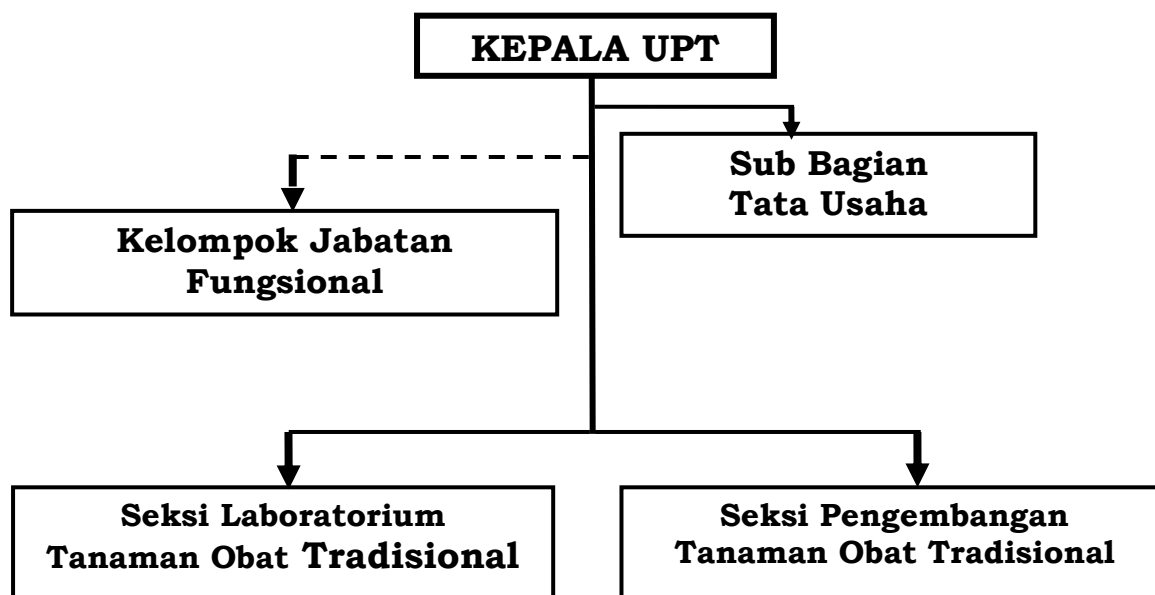 KEPALA UPT
Sub Bagian
Tata Usaha
Kelompok Jabatan
Fungsional
Seksi Laboratorium
Tanaman Obat Tradisional
Seksi Pengembangan
Tanaman Obat Tradisional